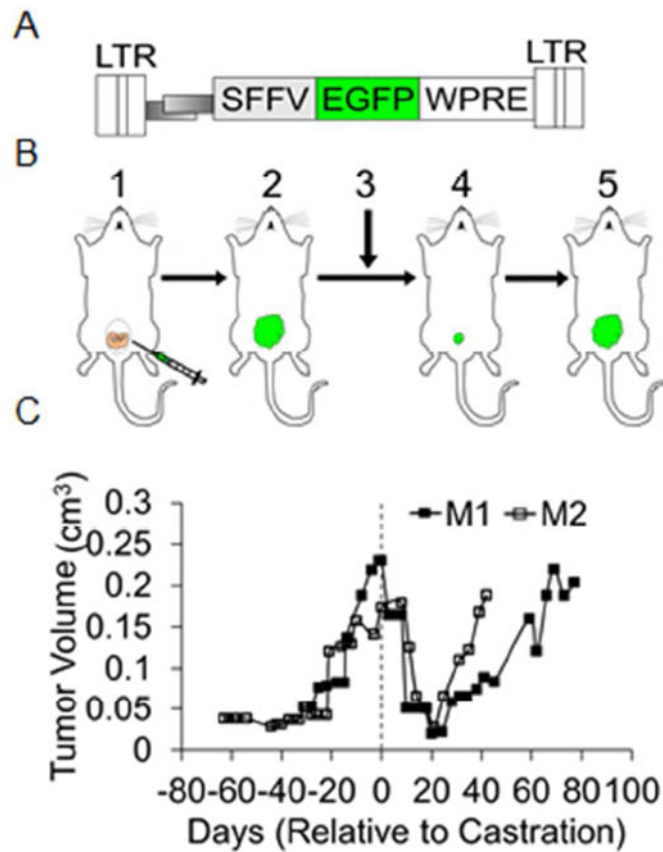 A
LTR
LTR
SFFV EGFP WPRE
B
1 2 3 4 5
C
Tumor Volume (cm³)
0.3
0.25
0.2
0.15
0.1
0.05
0
M1 M2
-80 -60 -40 -20 0 20 40 60 80 100
Days (Relative to Castration)